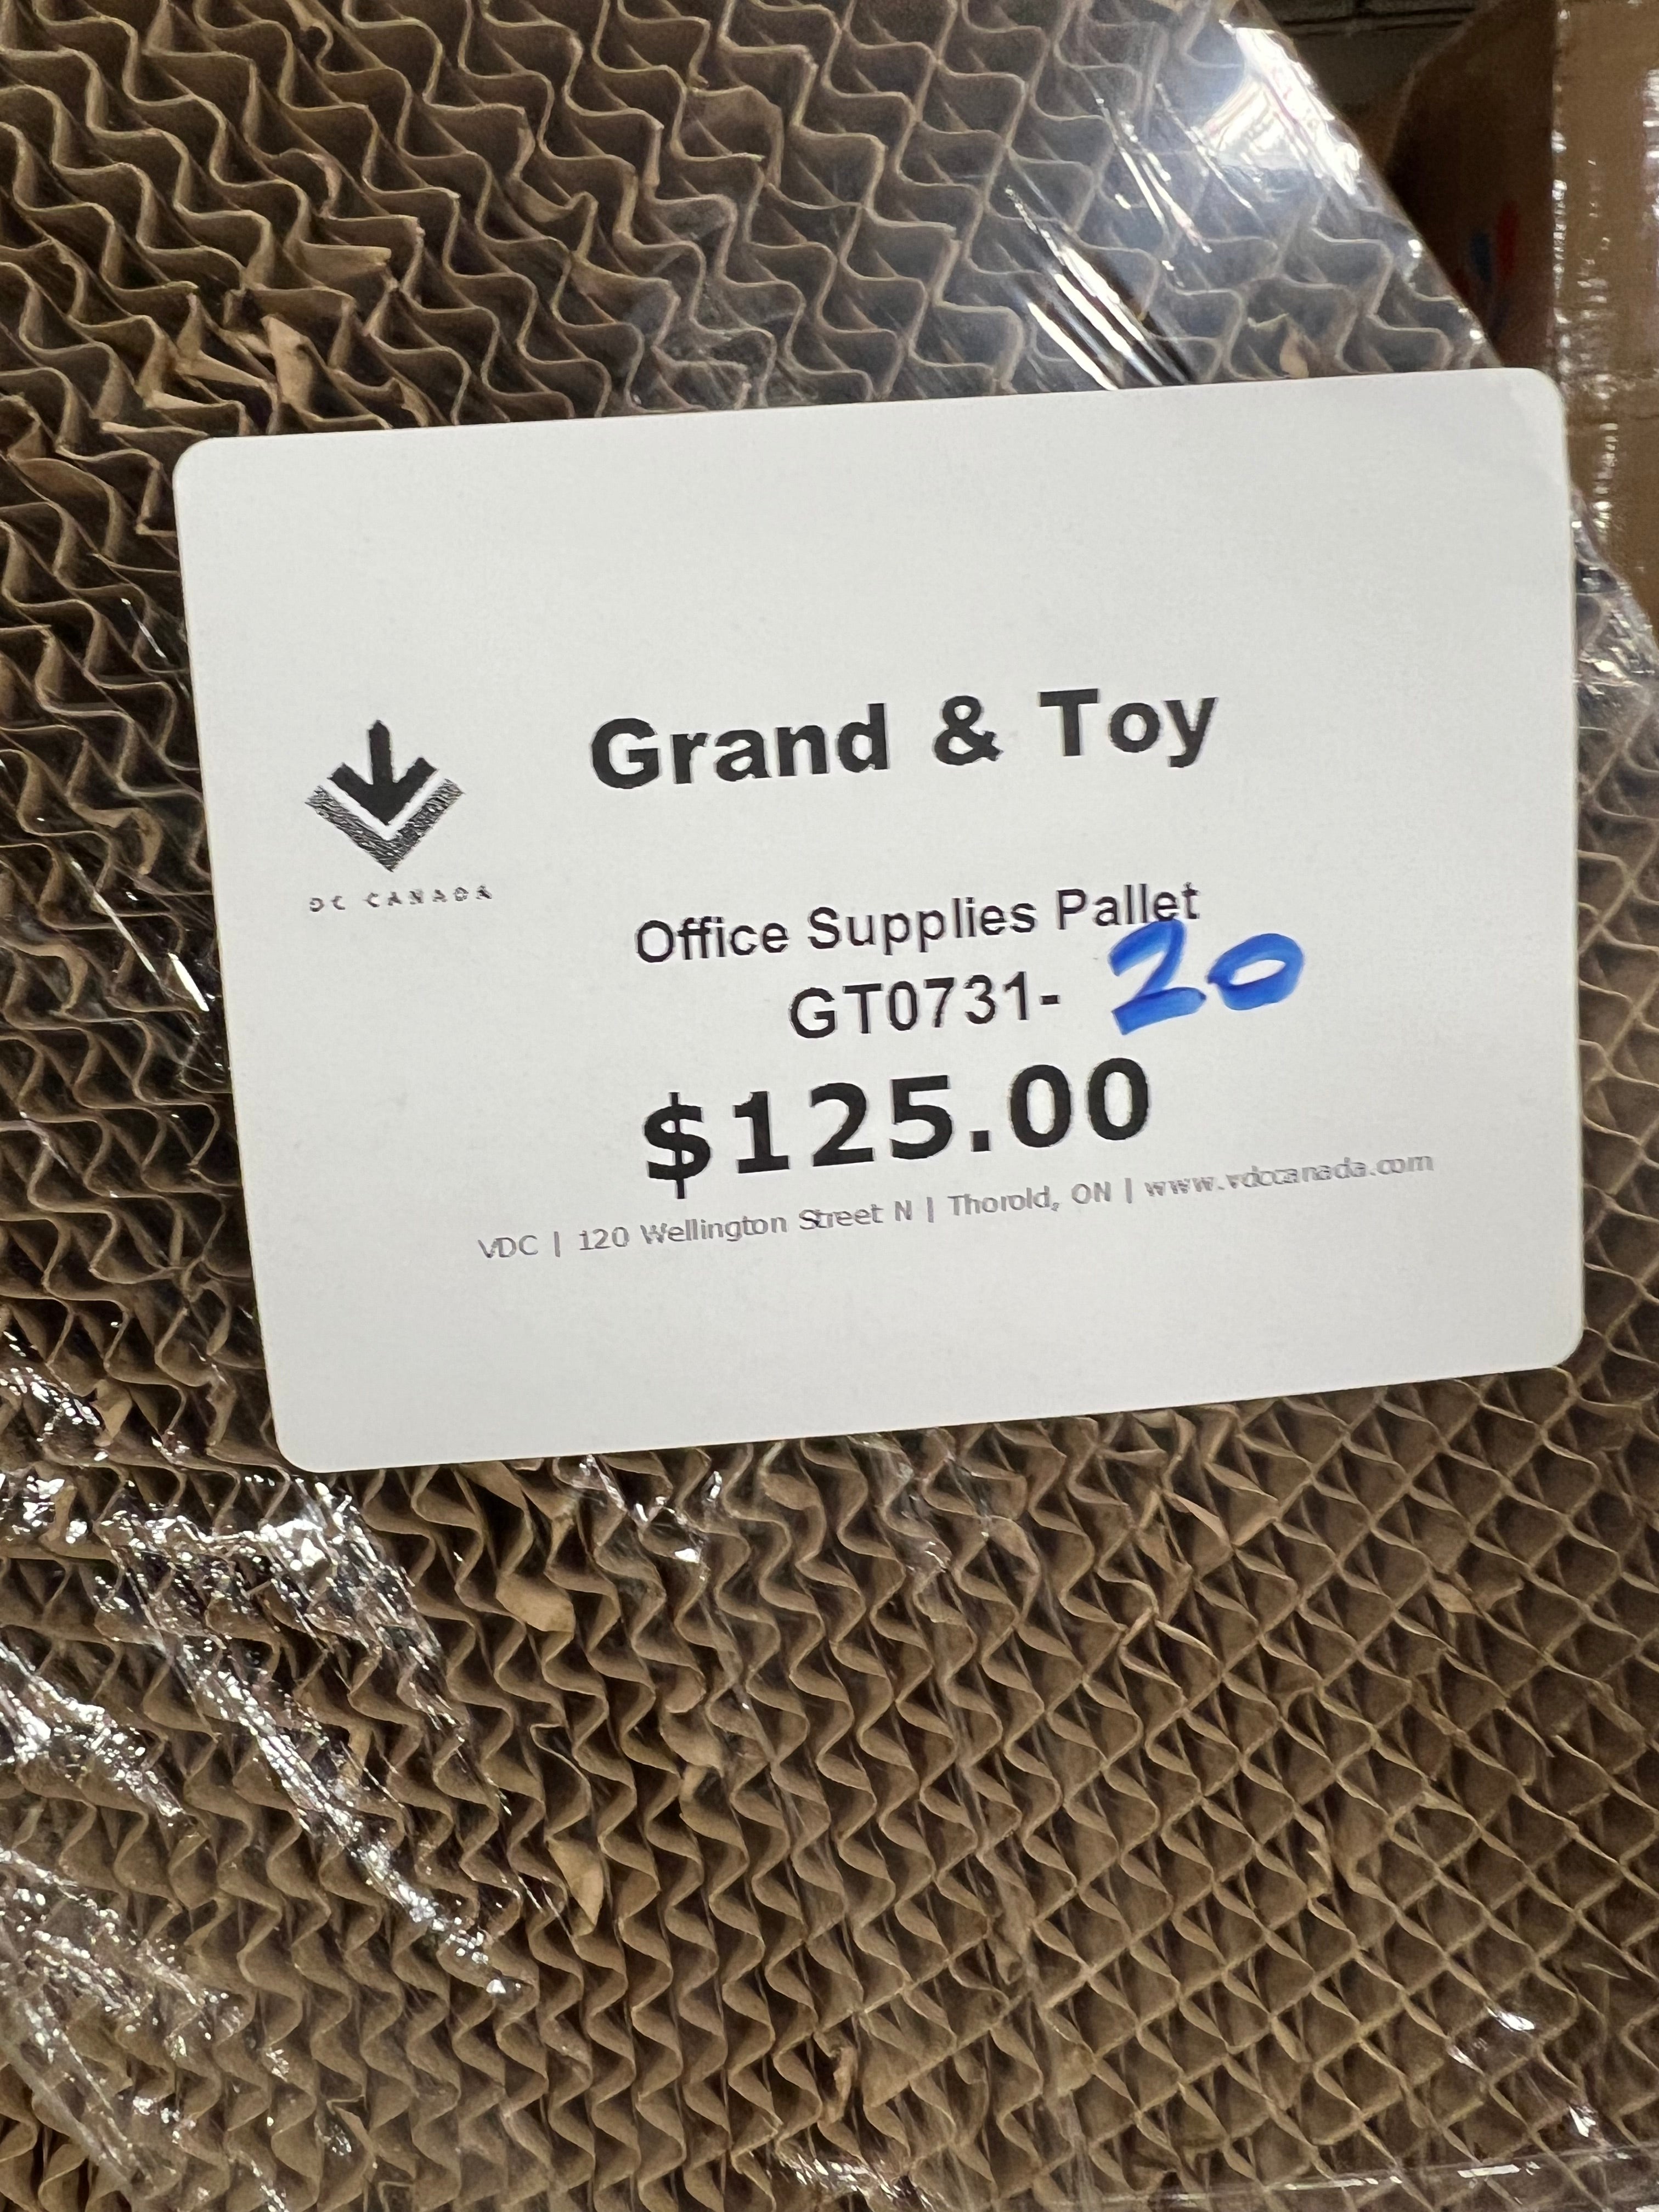 Grand & Toy
DC CANADA
Office Supplies Pallet
GT0731- 20
$125.00
VDC | 120 Wellington Street N | Thorold, ON | www.vdccanada.com